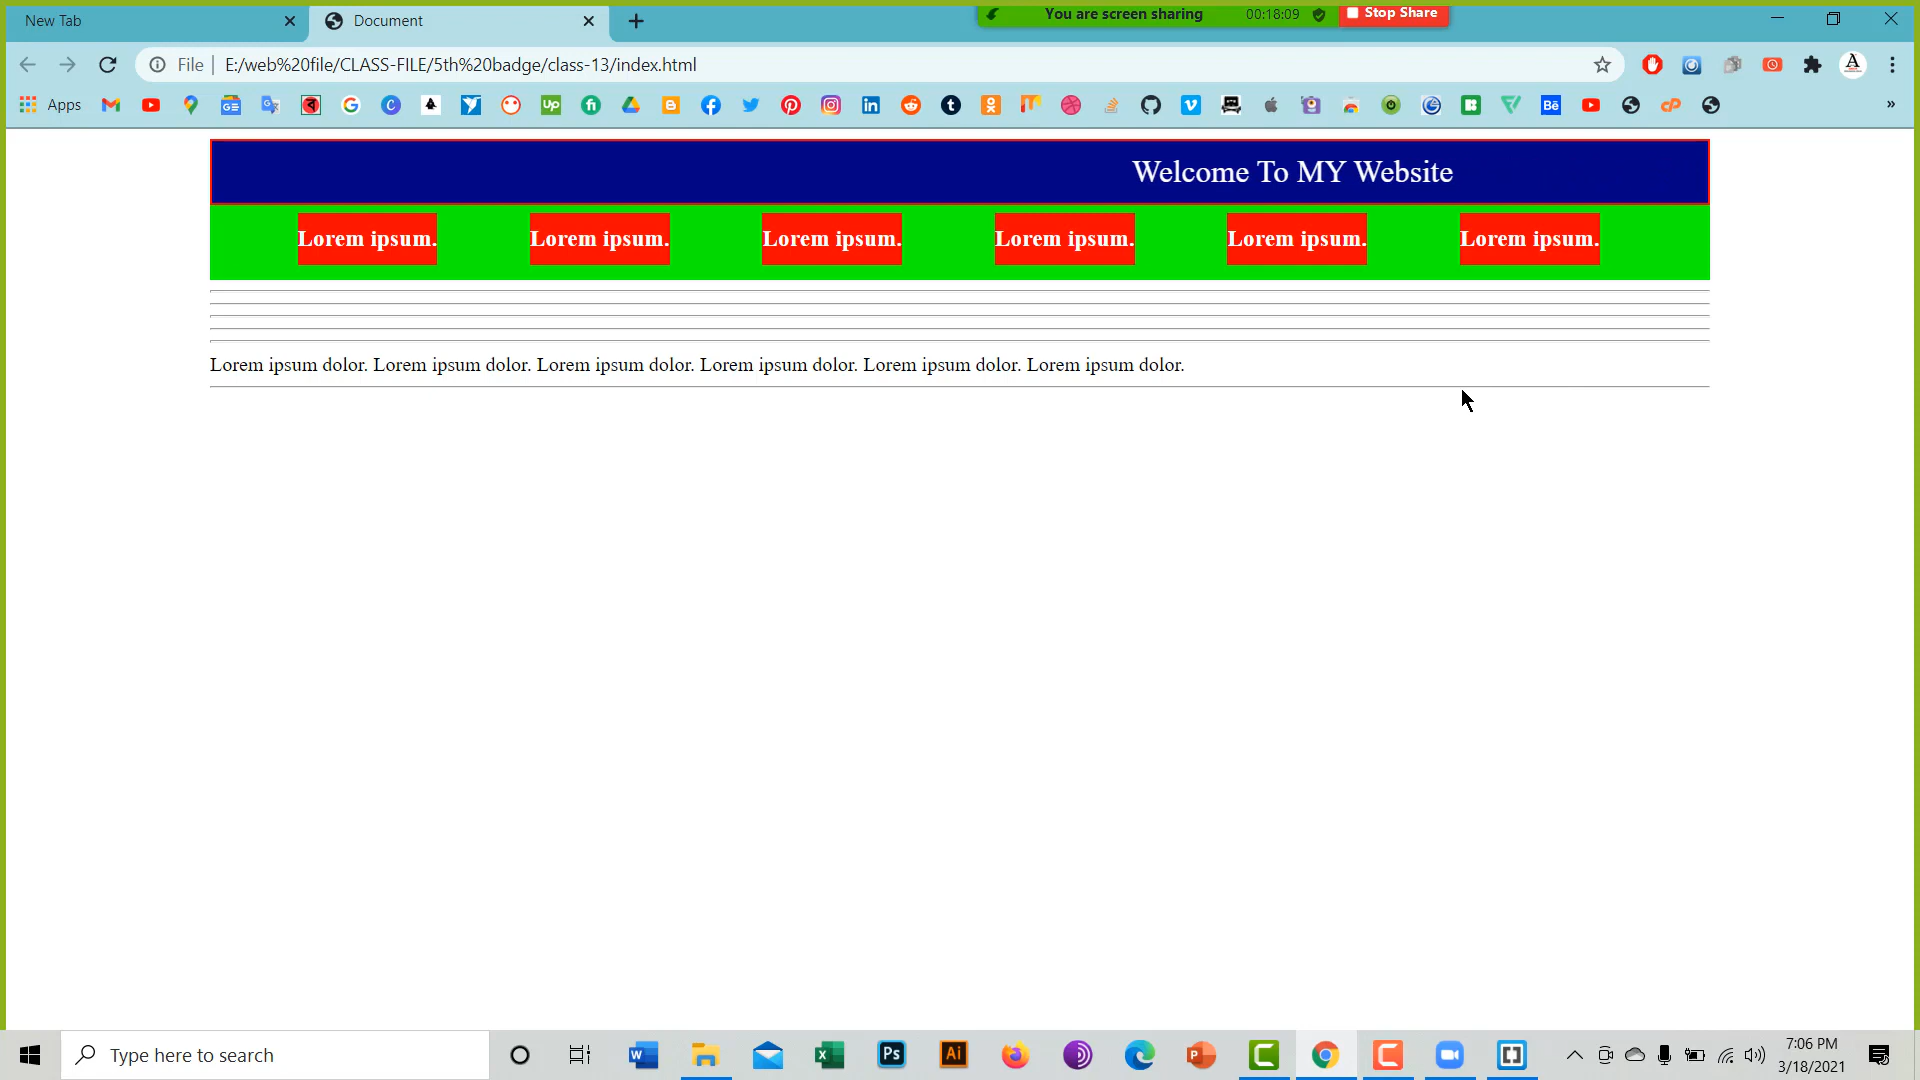 New Tab
Document
You are screen sharing 00:18:09 Stop Share
File E:/web%20file/CLASS-FILE/5th%20badge/class-13/index.html
Apps
Welcome To MY Website
Lorem ipsum. Lorem ipsum. Lorem ipsum. Lorem ipsum. Lorem ipsum. Lorem ipsum.
Lorem ipsum dolor. Lorem ipsum dolor. Lorem ipsum dolor. Lorem ipsum dolor. Lorem ipsum dolor. Lorem ipsum dolor.
Type here to search
7:06 PM
3/18/2021